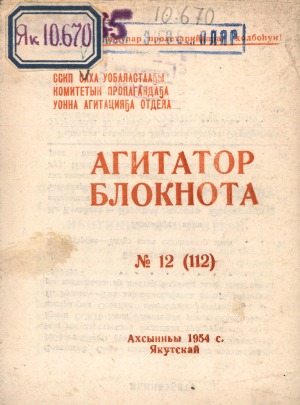 10.670
Як 10.670
ССКП САХА УОБАЛАСТААҔЫ
КОМИТЕТЫН ПРОПАГАНДАҔА
УОННА АГИТАЦИЯҔА ОТДЕЛА
АГИТАТОР
БЛОКНОТА
№ 12 (112)
Ахсынньы 1954 с.
Якутскай